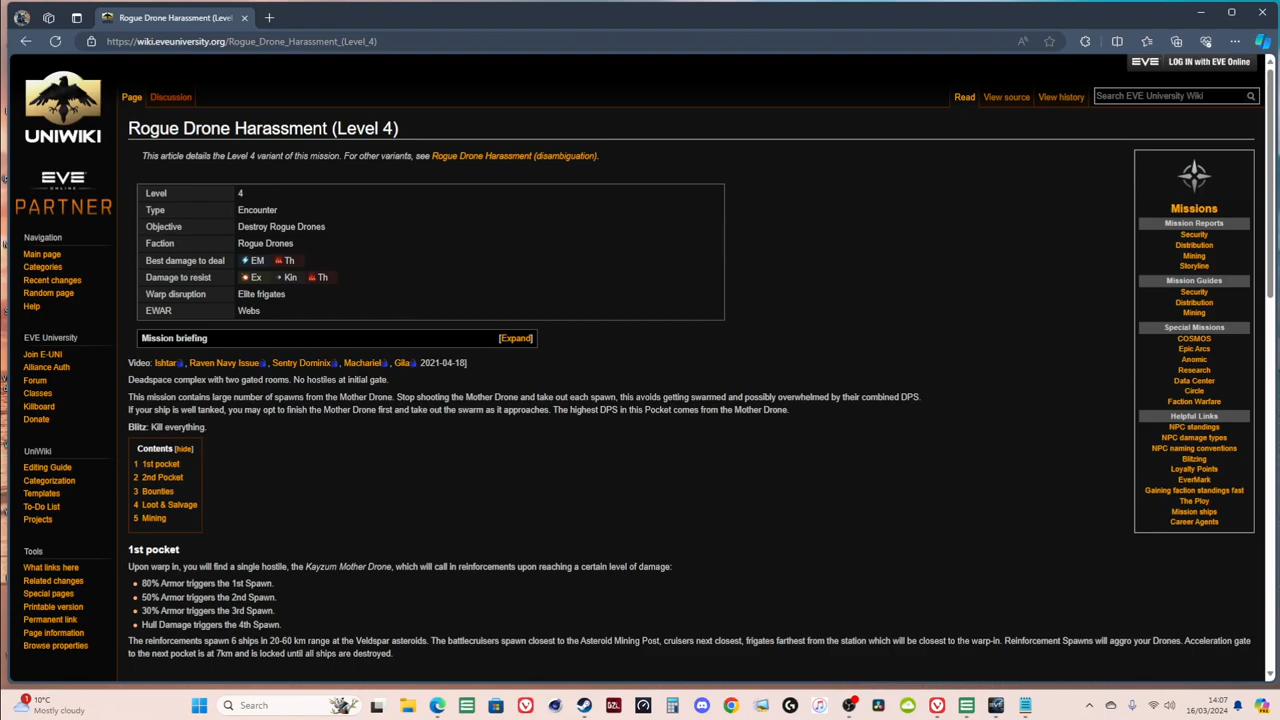 Rogue Drone Harassment (Level
https://wiki.eveuniversity.org/Rogue_Drone_Harassment_(Level_4)
EVE LOG IN with EVE Online
Page Discussion Read View source View history Search EVE University Wiki
UNIWIKI
EVE ONLINE
PARTNER
Navigation
Main page
Categories
Recent changes
Random page
Help
EVE University
Join E-UNI
Alliance Auth
Forum
Classes
Killboard
Donate
UniWiki
Editing Guide
Categorization
Templates
To-Do List
Projects
Tools
What links here
Related changes
Special pages
Printable version
Permanent link
Page information
Browse properties
Rogue Drone Harassment (Level 4)
This article details the Level 4 variant of this mission. For other variants, see Rogue Drone Harassment (disambiguation).
Level 4
Type Encounter
Objective Destroy Rogue Drones
Faction Rogue Drones
Best damage to deal EM Th
Damage to resist Ex Kin Th
Warp disruption Elite frigates
EWAR Webs
Mission briefing [Expand]
Video: Ishtar, Raven Navy Issue, Sentry Dominix, Machariel, Gila 2021-04-18]
Deadspace complex with two gated rooms. No hostiles at initial gate.
This mission contains large number of spawns from the Mother Drone. Stop shooting the Mother Drone and take out each spawn, this avoids getting swarmed and possibly overwhelmed by their combined DPS.
If your ship is well tanked, you may opt to finish the Mother Drone first and take out the swarm as it approaches. The highest DPS in this Pocket comes from the Mother Drone.
Blitz: Kill everything.
Contents [hide]
1 1st pocket
2 2nd Pocket
3 Bounties
4 Loot & Salvage
5 Mining
1st pocket
Upon warp in, you will find a single hostile, the Kayzum Mother Drone, which will call in reinforcements upon reaching a certain level of damage:
80% Armor triggers the 1st Spawn.
50% Armor triggers the 2nd Spawn.
30% Armor triggers the 3rd Spawn.
Hull Damage triggers the 4th Spawn.
The reinforcements spawn 6 ships in 20-60 km range at the Veldspar asteroids. The battlecruisers spawn closest to the Asteroid Mining Post, cruisers next closest, frigates farthest from the station which will be closest to the warp-in. Reinforcement Spawns will aggro your Drones. Acceleration gate
to the next pocket is at 7km and is locked until all ships are destroyed.
Missions
Mission Reports
Security
Distribution
Mining
Storyline
Mission Guides
Security
Distribution
Mining
Special Missions
COSMOS
Epic Arcs
Anomic
Research
Data Center
Circle
Faction Warfare
Helpful Links
NPC standings
NPC damage types
NPC naming conventions
Blitzing
Loyalty Points
EverMark
Gaining faction standings fast
The Ploy
Mission ships
Career Agents
1
10°C
Mostly cloudy
Search
DZL
14:07
16/03/2024